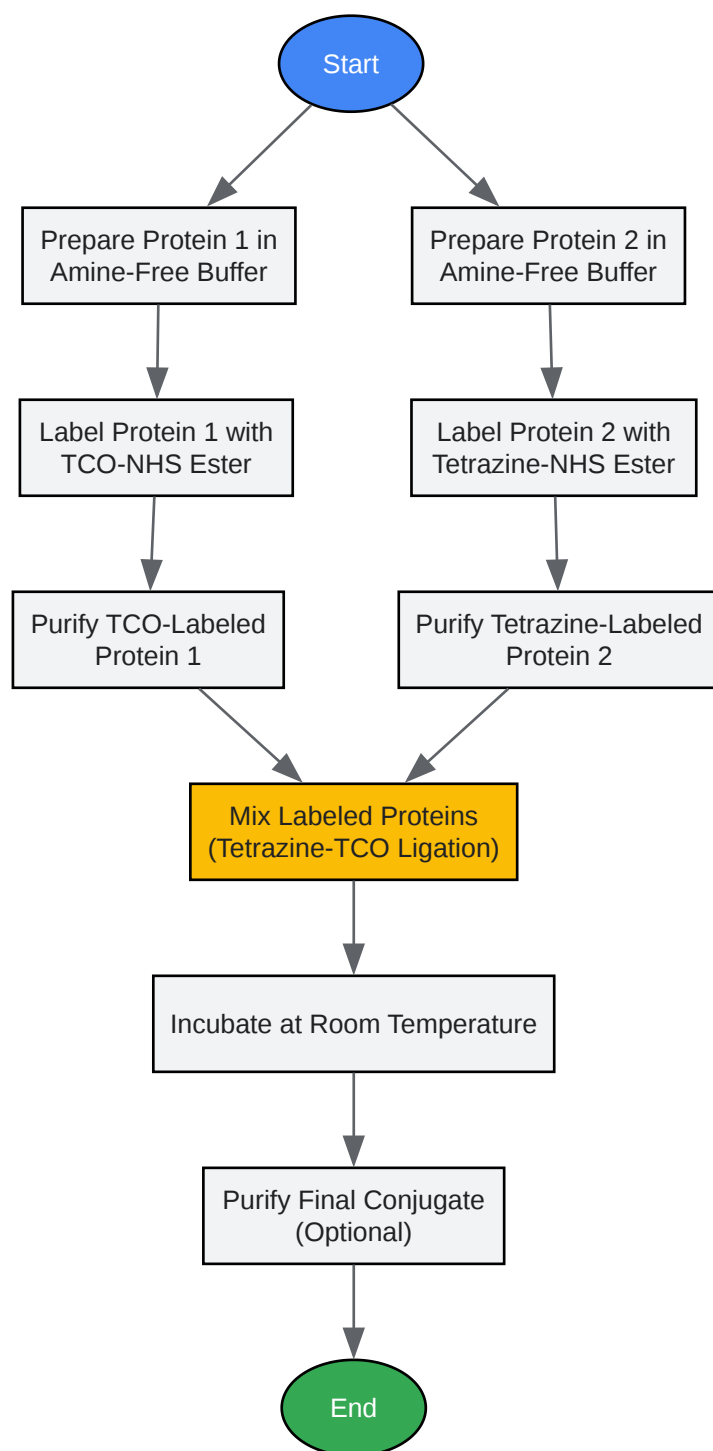 Start
Prepare Protein 1 in
Amine-Free Buffer
Prepare Protein 2 in
Amine-Free Buffer
Label Protein 1 with
TCO-NHS Ester
Label Protein 2 with
Tetrazine-NHS Ester
Purify TCO-Labeled
Protein 1
Purify Tetrazine-Labeled
Protein 2
Mix Labeled Proteins
(Tetrazine-TCO Ligation)
Incubate at Room Temperature
Purify Final Conjugate
(Optional)
End